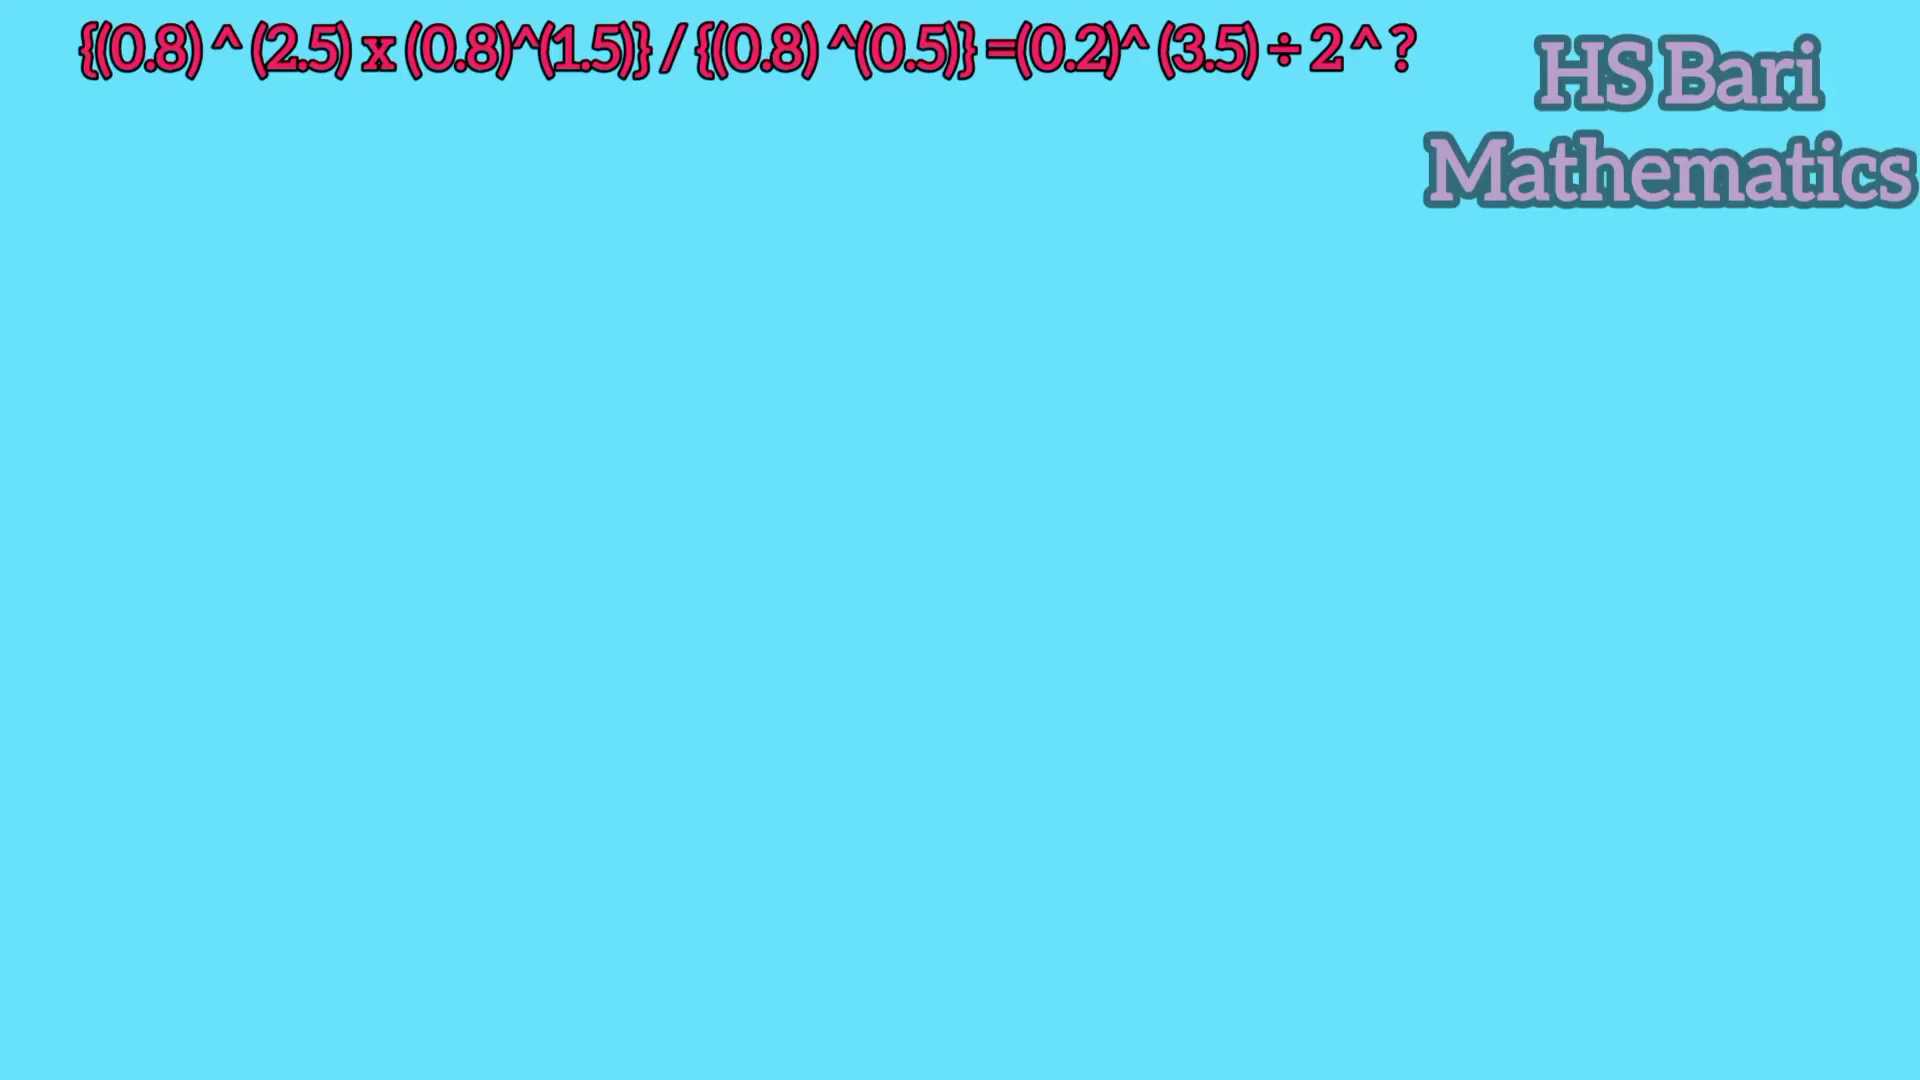 {(0.8) ^ (2.5) x (0.8)^(1.5)} / {(0.8) ^(0.5)} =(0.2)^ (3.5) ÷ 2 ^ ?
HS Bari
Mathematics